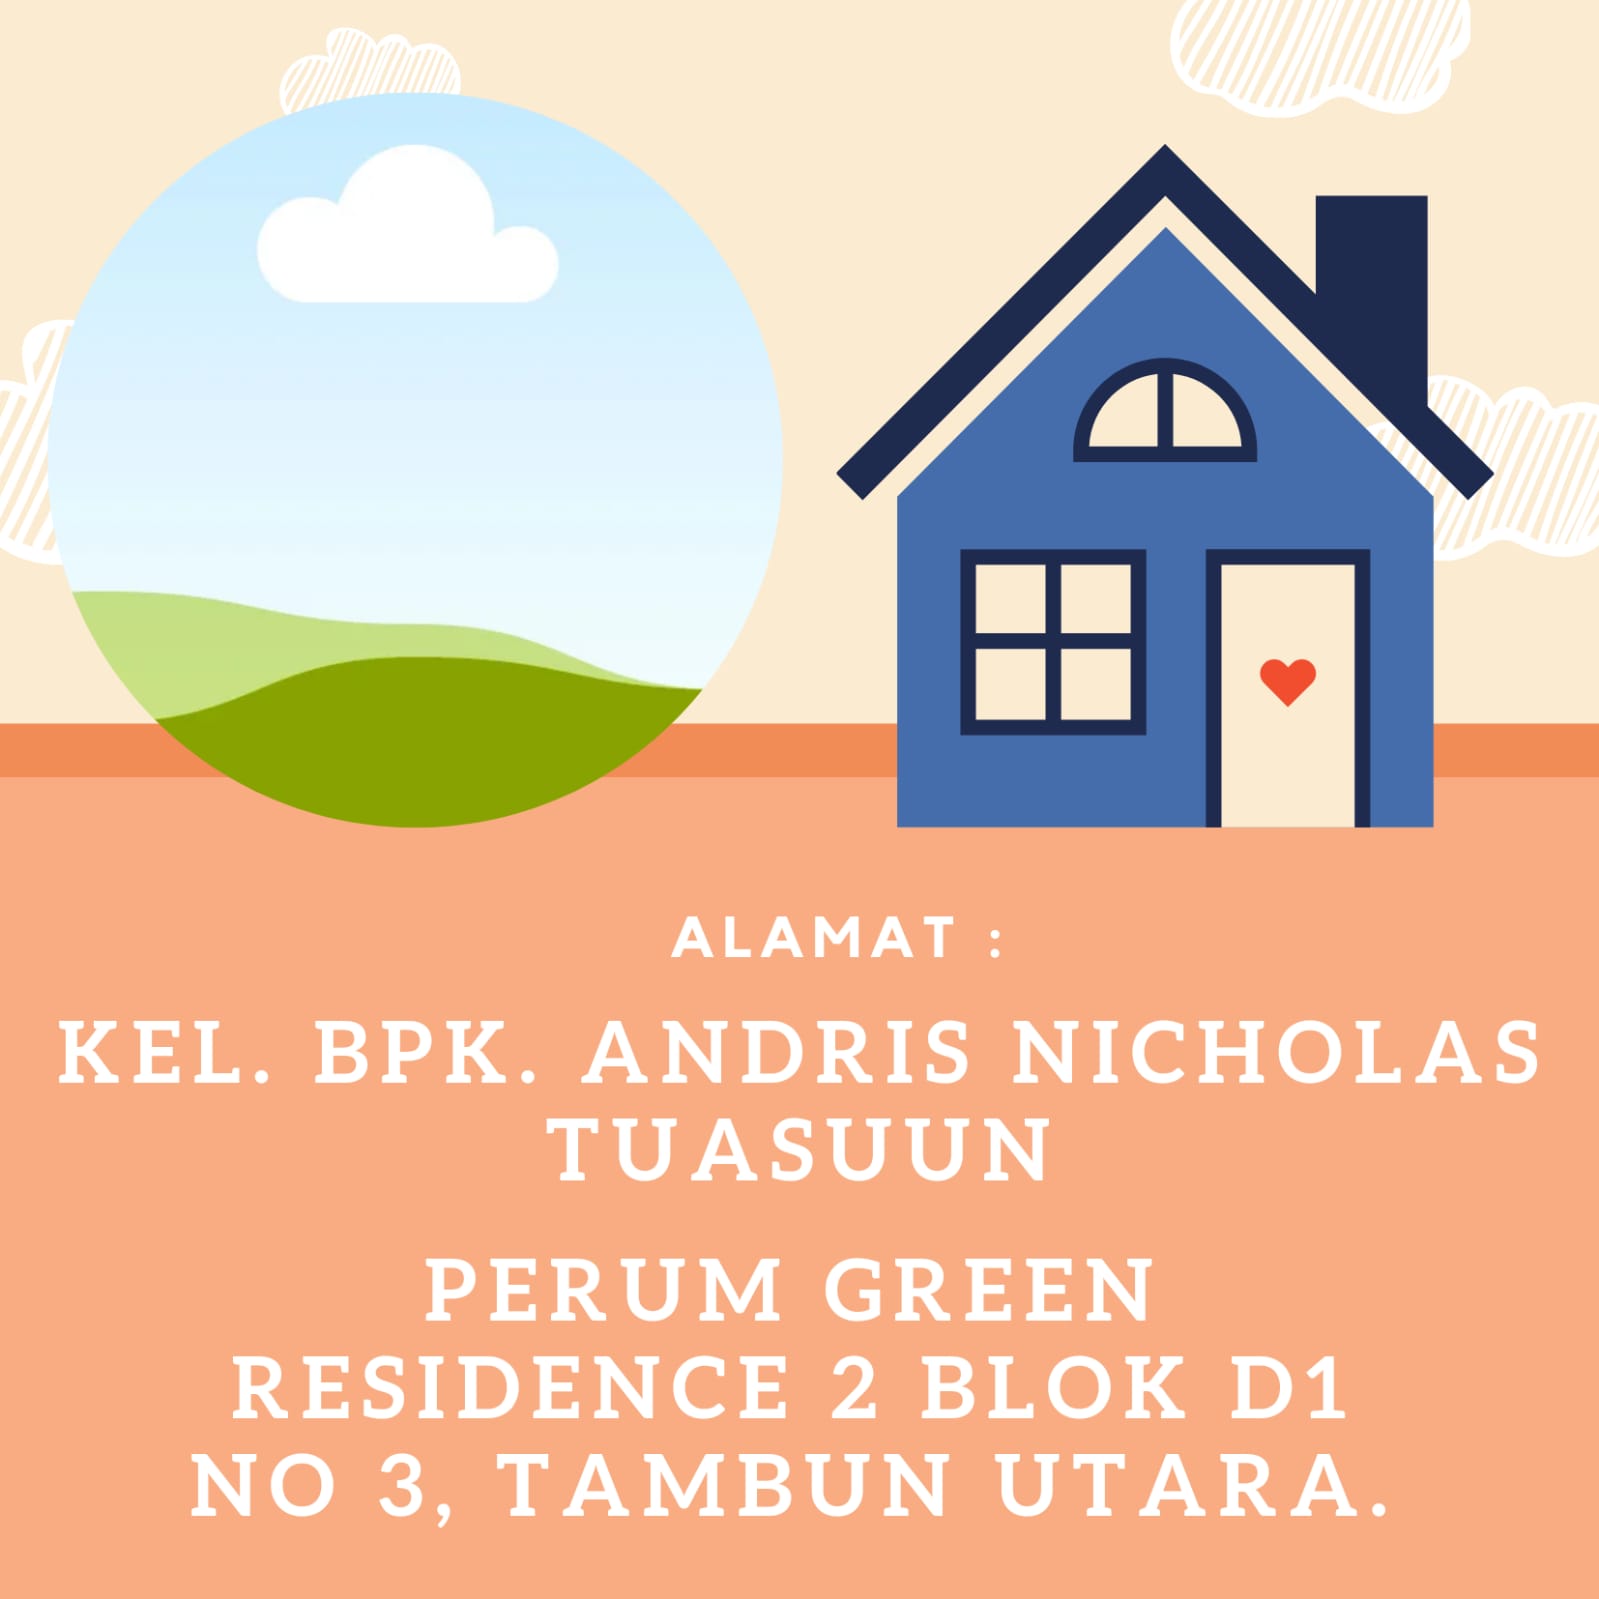 ALAMAT :
KEL. BPK. ANDRIS NICHOLAS
TUASUUN
PERUM GREEN
RESIDENCE 2 BLOK D1
NO 3, TAMBUN UTARA.